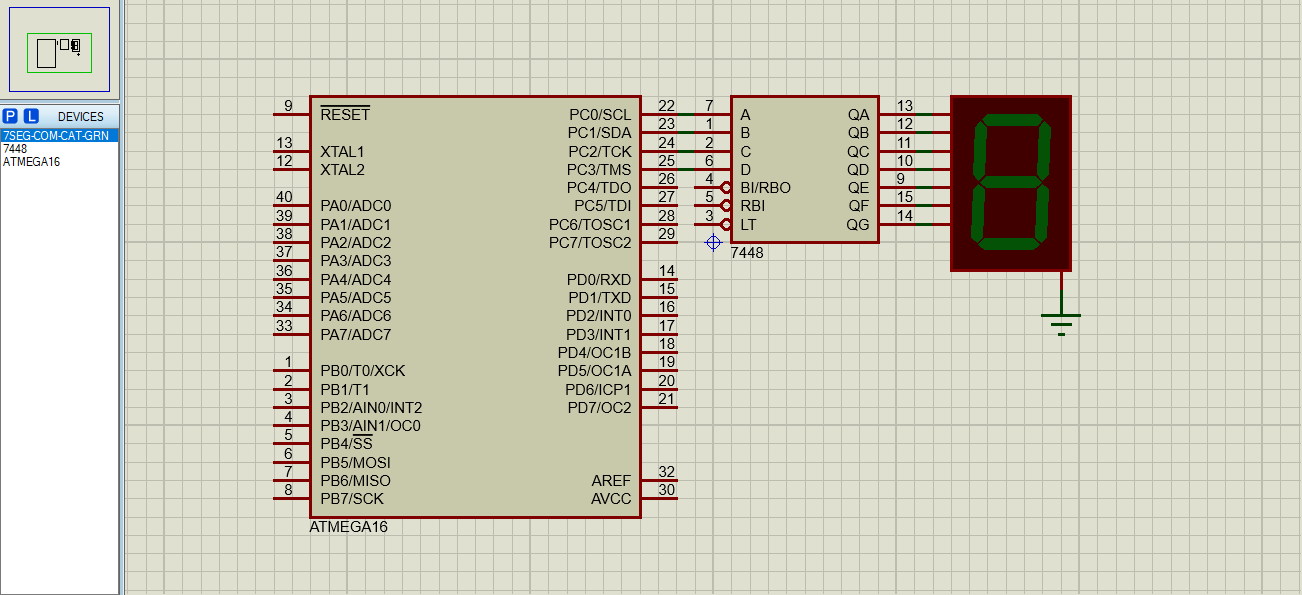 P L DEVICES
7SEG-COM-CAT-GRN
7448
ATMEGA16
9 RESET
13 XTAL1
12 XTAL2
40 PA0/ADC0
39 PA1/ADC1
38 PA2/ADC2
37 PA3/ADC3
36 PA4/ADC4
35 PA5/ADC5
34 PA6/ADC6
33 PA7/ADC7
1 PB0/T0/XCK
2 PB1/T1
3 PB2/AIN0/INT2
4 PB3/AIN1/OC0
5 PB4/SS
6 PB5/MOSI
7 PB6/MISO
8 PB7/SCK
PC0/SCL 22
PC1/SDA 23
PC2/TCK 24
PC3/TMS 25
PC4/TDO 26
PC5/TDI 27
PC6/TOSC1 28
PC7/TOSC2 29
PD0/RXD 14
PD1/TXD 15
PD2/INT0 16
PD3/INT1 17
PD4/OC1B 18
PD5/OC1A 19
PD6/ICP1 20
PD7/OC2 21
AREF 32
AVCC 30
ATMEGA16
7 A QA 13
1 B QB 12
2 C QC 11
6 D QD 10
4 BI/RBO QE 9
5 RBI QF 15
3 LT QG 14
7448